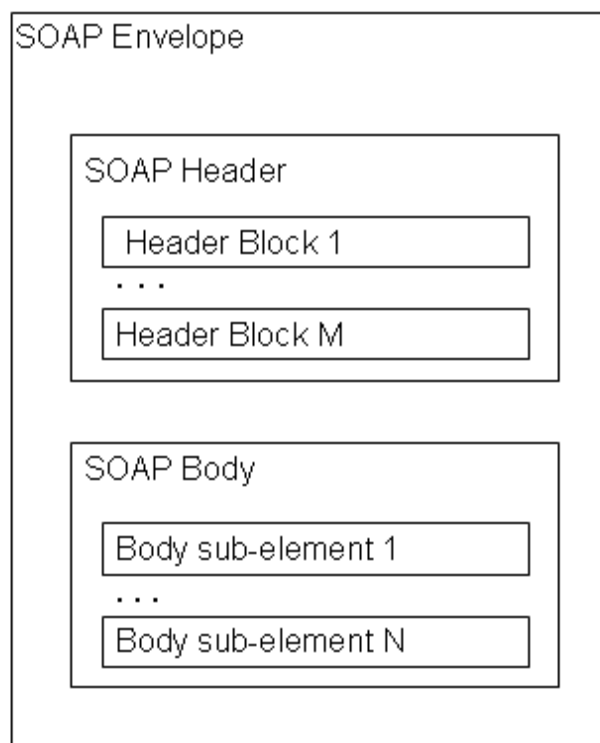 SOAP Envelope
SOAP Header
Header Block 1
. . .
Header Block M
SOAP Body
Body sub-element 1
. . .
Body sub-element N